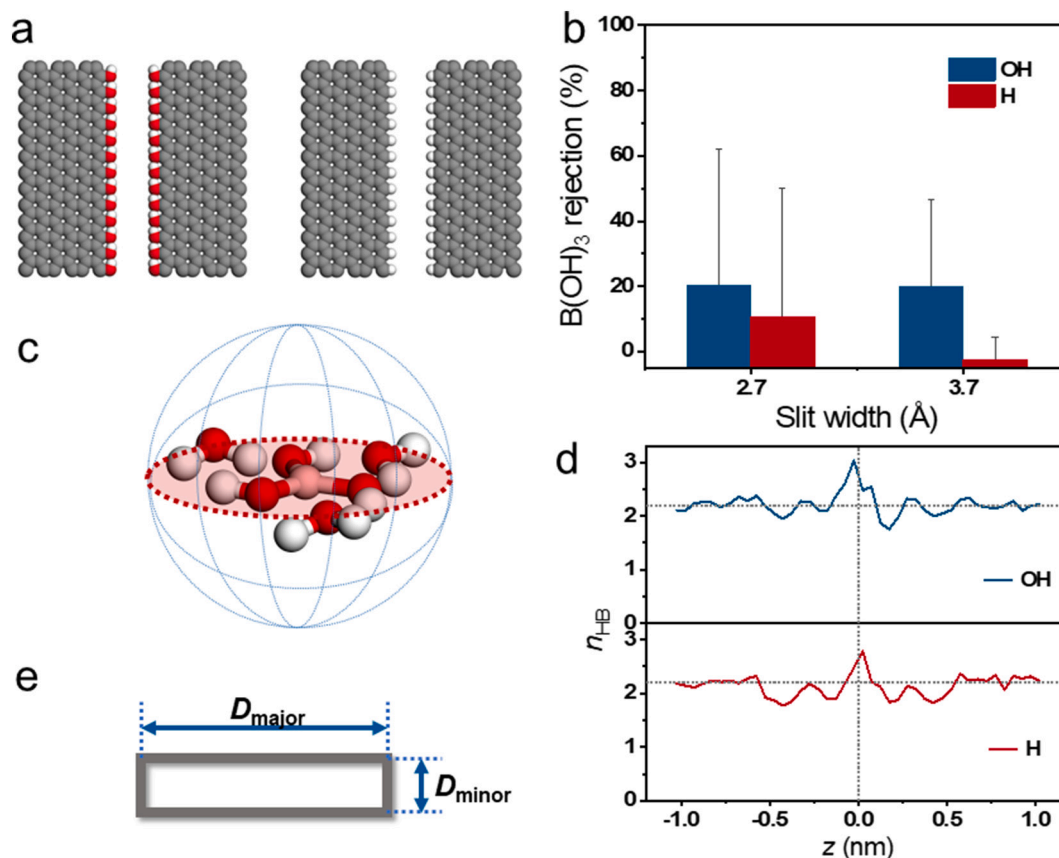 a
b
B(OH)3 rejection (%)
100
80
60
40
20
0
OH
H
2.7
3.7
Slit width (Å)
c
d
nHB
3
2
1
0
OH
3
2
1
0
H
-1.0
-0.5
0.0
0.5
1.0
z (nm)
e
Dmajor
Dminor